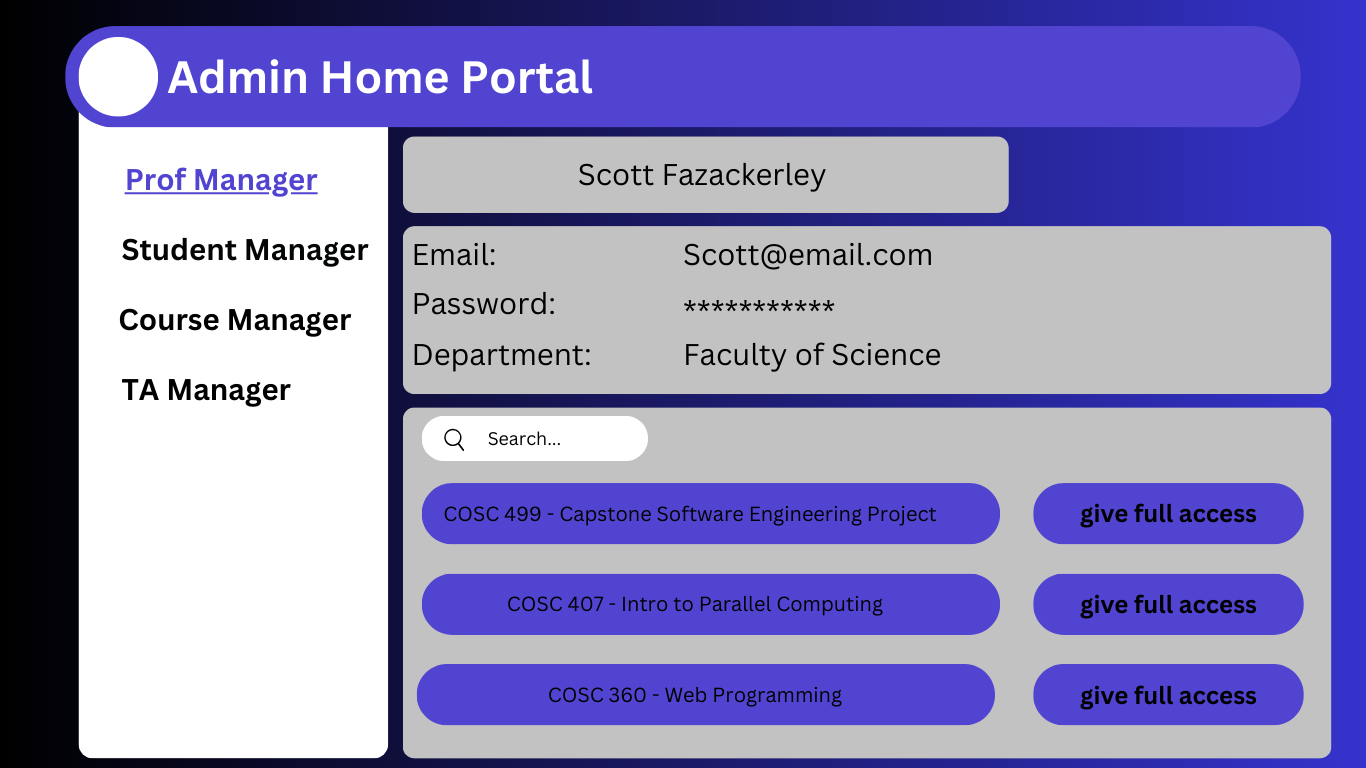 Admin Home Portal
Prof Manager
Student Manager
Course Manager
TA Manager
Scott Fazackerley
Email: Scott@email.com
Password: ***********
Department: Faculty of Science
Search...
COSC 499 - Capstone Software Engineering Project give full access
COSC 407 - Intro to Parallel Computing give full access
COSC 360 - Web Programming give full access